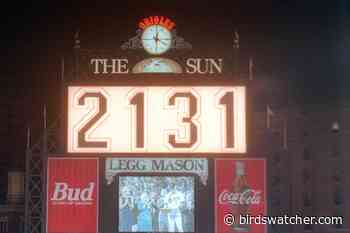 ORIOLES
THE SUN
2131
LEGG MASON
Bud
Coca-Cola
birdswatcher.com